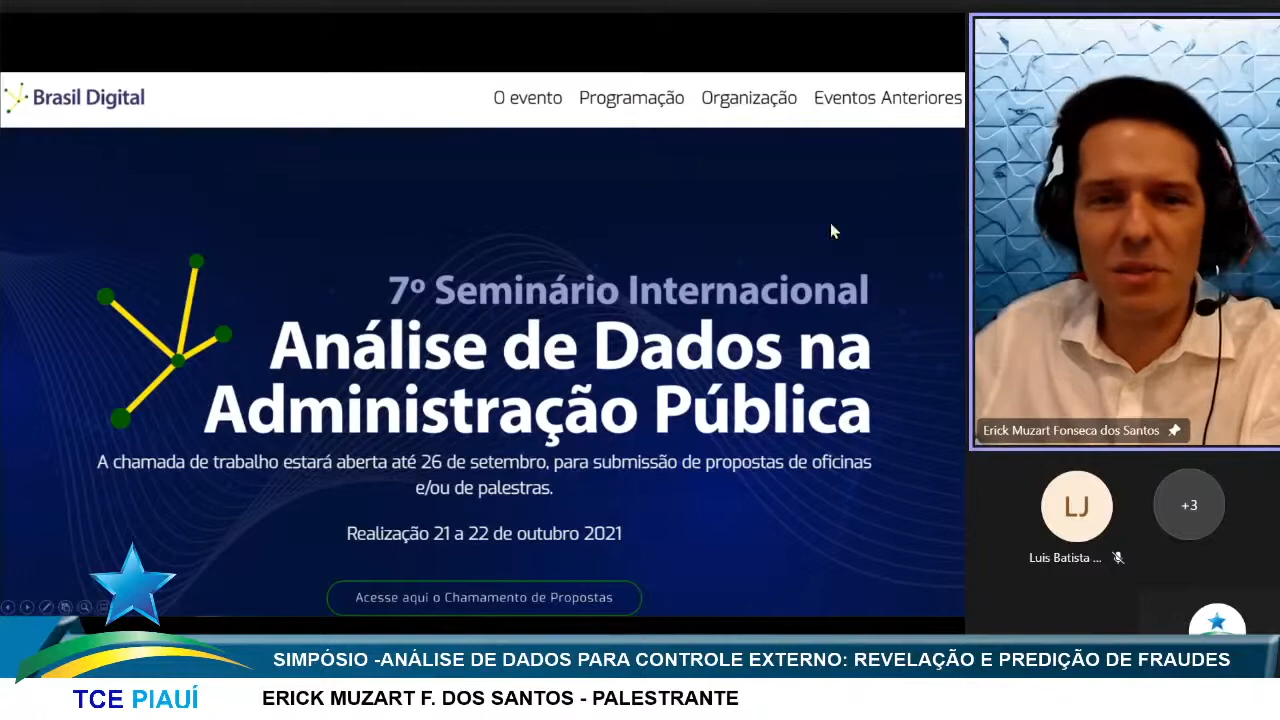 Brasil Digital
O evento Programação Organização Eventos Anteriores
7º Seminário Internacional
Análise de Dados na
Administração Pública
A chamada de trabalho estará aberta até 26 de setembro, para submissão de propostas de oficinas
e/ou de palestras.
Realização 21 a 22 de outubro 2021
Acesse aqui o Chamamento de Propostas
Erick Muzart Fonseca dos Santos
LJ
+3
Luis Batista ...
SIMPÓSIO -ANÁLISE DE DADOS PARA CONTROLE EXTERNO: REVELAÇÃO E PREDIÇÃO DE FRAUDES
TCE PIAUÍ
ERICK MUZART F. DOS SANTOS - PALESTRANTE